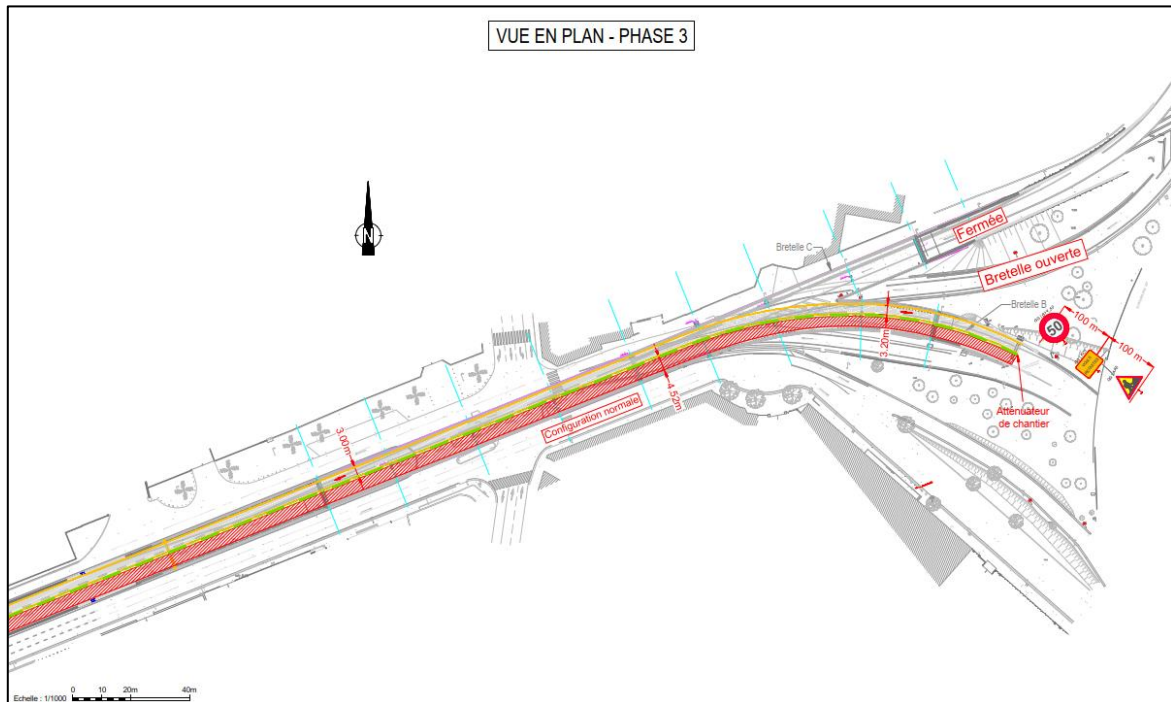 VUE EN PLAN - PHASE 3
N
Fermée
Bretelle C
Bretelle ouverte
Bretelle B
100 m
50
100 m
3.20m
4.52m
Atténuateur
de chantier
Configuration normale
3.00m
Echelle : 1/1000
0 10 20m 40m